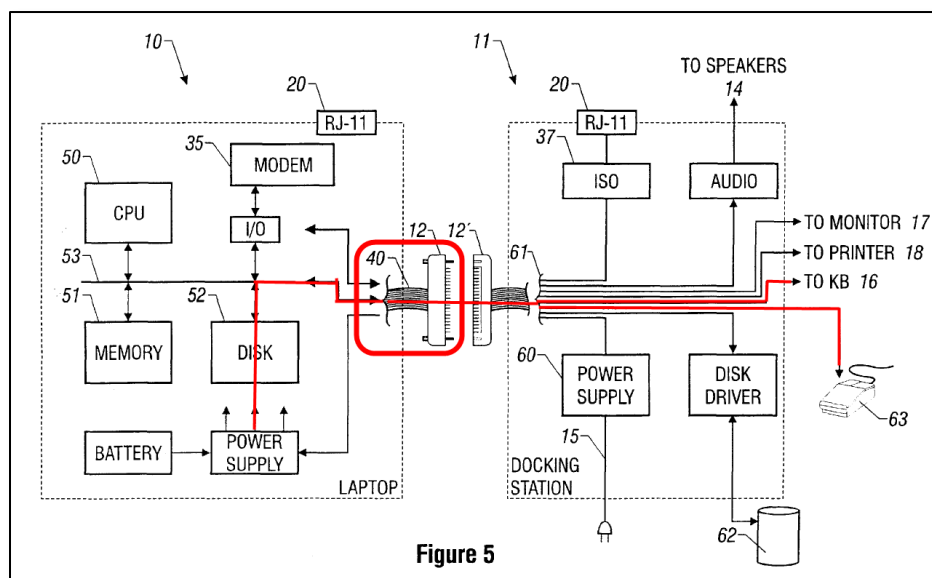 10
11
TO SPEAKERS
14
20
RJ-11
20
RJ-11
35
MODEM
37
ISO
AUDIO
50
CPU
I/O
12
12'
61
TO MONITOR 17
TO PRINTER 18
TO KB 16
53
40
51
52
MEMORY
DISK
60
POWER
SUPPLY
DISK
DRIVER
63
BATTERY
POWER
SUPPLY
15
LAPTOP
DOCKING
STATION
62
Figure 5